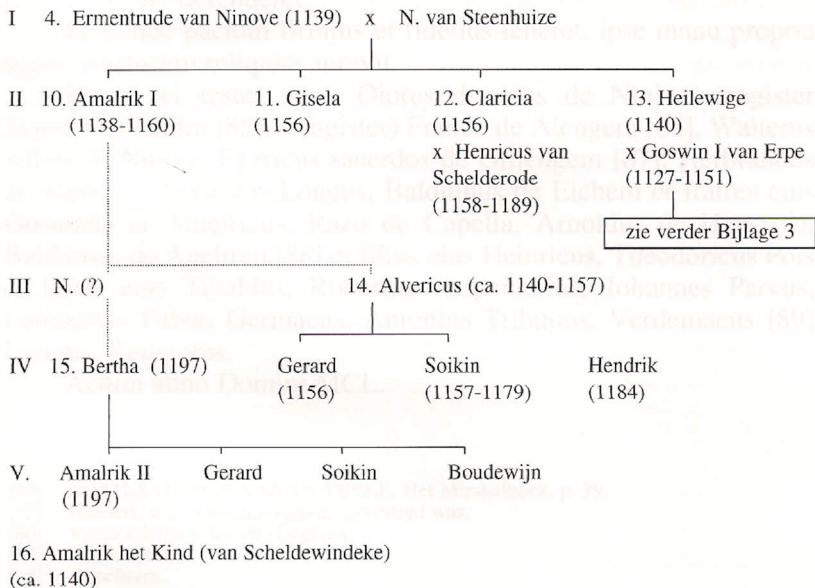 I 4. Ermentrude van Ninove (1139) x N. van Steenhuize
II 10. Amalrik I 11. Gisela 12. Claricia 13. Heilewige
(1138-1160) (1156) (1156) (1140)
x Henricus van x Goswin I van Erpe
Schelderode (1127-1151)
(1158-1189)
zie verder Bijlage 3
III N. (?) 14. Alvericus (ca. 1140-1157)
IV 15. Bertha (1197) Gerard Soikin Hendrik
(1156) (1157-1179) (1184)
V. Amalrik II Gerard Soikin Boudewijn
(1197)
16. Amalrik het Kind (van Scheldewindeke)
(ca. 1140)